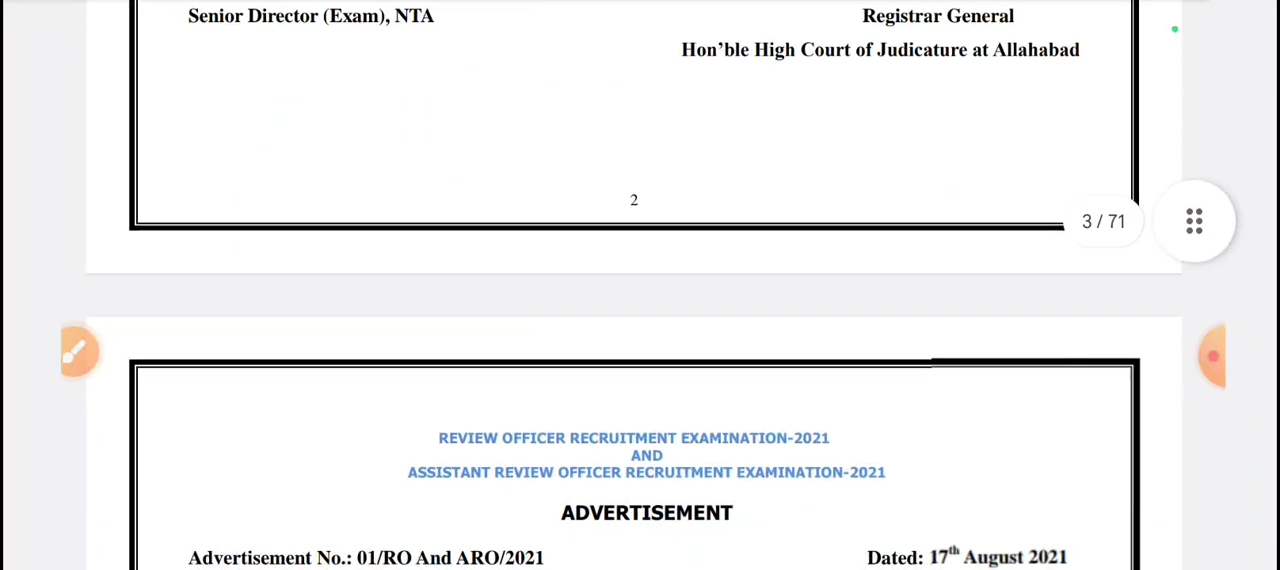 Senior Director (Exam), NTA Registrar General
Hon’ble High Court of Judicature at Allahabad
2
3 / 71
REVIEW OFFICER RECRUITMENT EXAMINATION-2021
AND
ASSISTANT REVIEW OFFICER RECRUITMENT EXAMINATION-2021
ADVERTISEMENT
Advertisement No.: 01/RO And ARO/2021 Dated: 17th August 2021